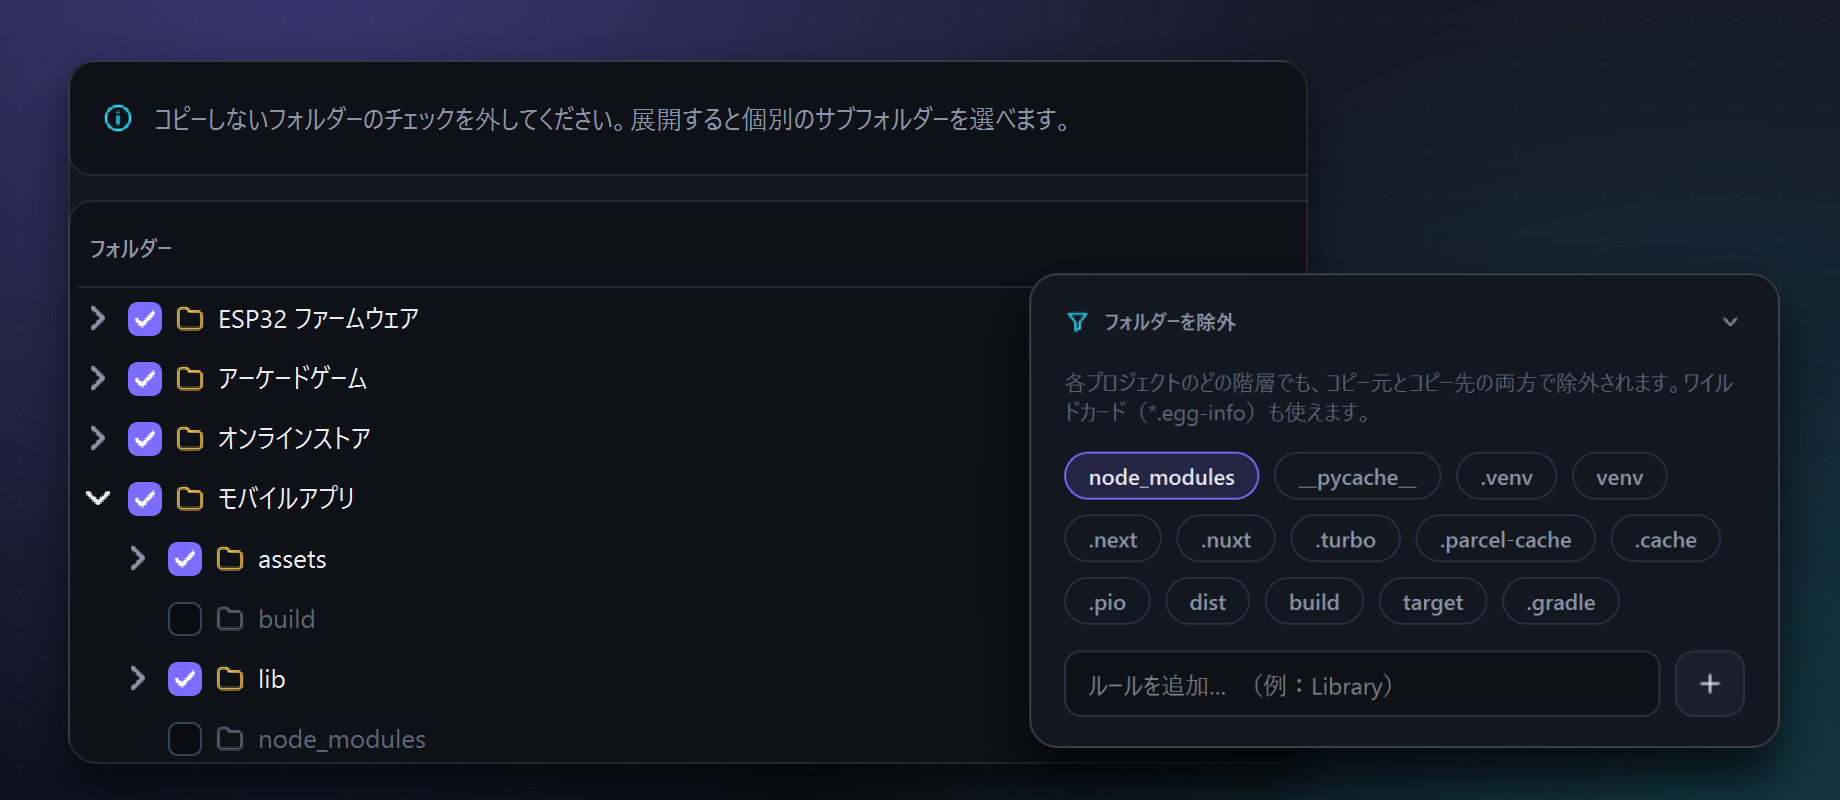 コピーしないフォルダーのチェックを外してください。展開すると個別のサブフォルダーを選べます。
フォルダー
ESP32 ファームウェア
アーケードゲーム
オンラインストア
モバイルアプリ
assets
build
lib
node_modules
フォルダーを除外
各プロジェクトのどの階層でも、コピー元とコピー先の両方で除外されます。ワイル
ドカード（*.egg-info）も使えます。
node_modules __pycache__ .venv venv
.next .nuxt .turbo .parcel-cache .cache
.pio dist build target .gradle
ルールを追加... （例：Library）